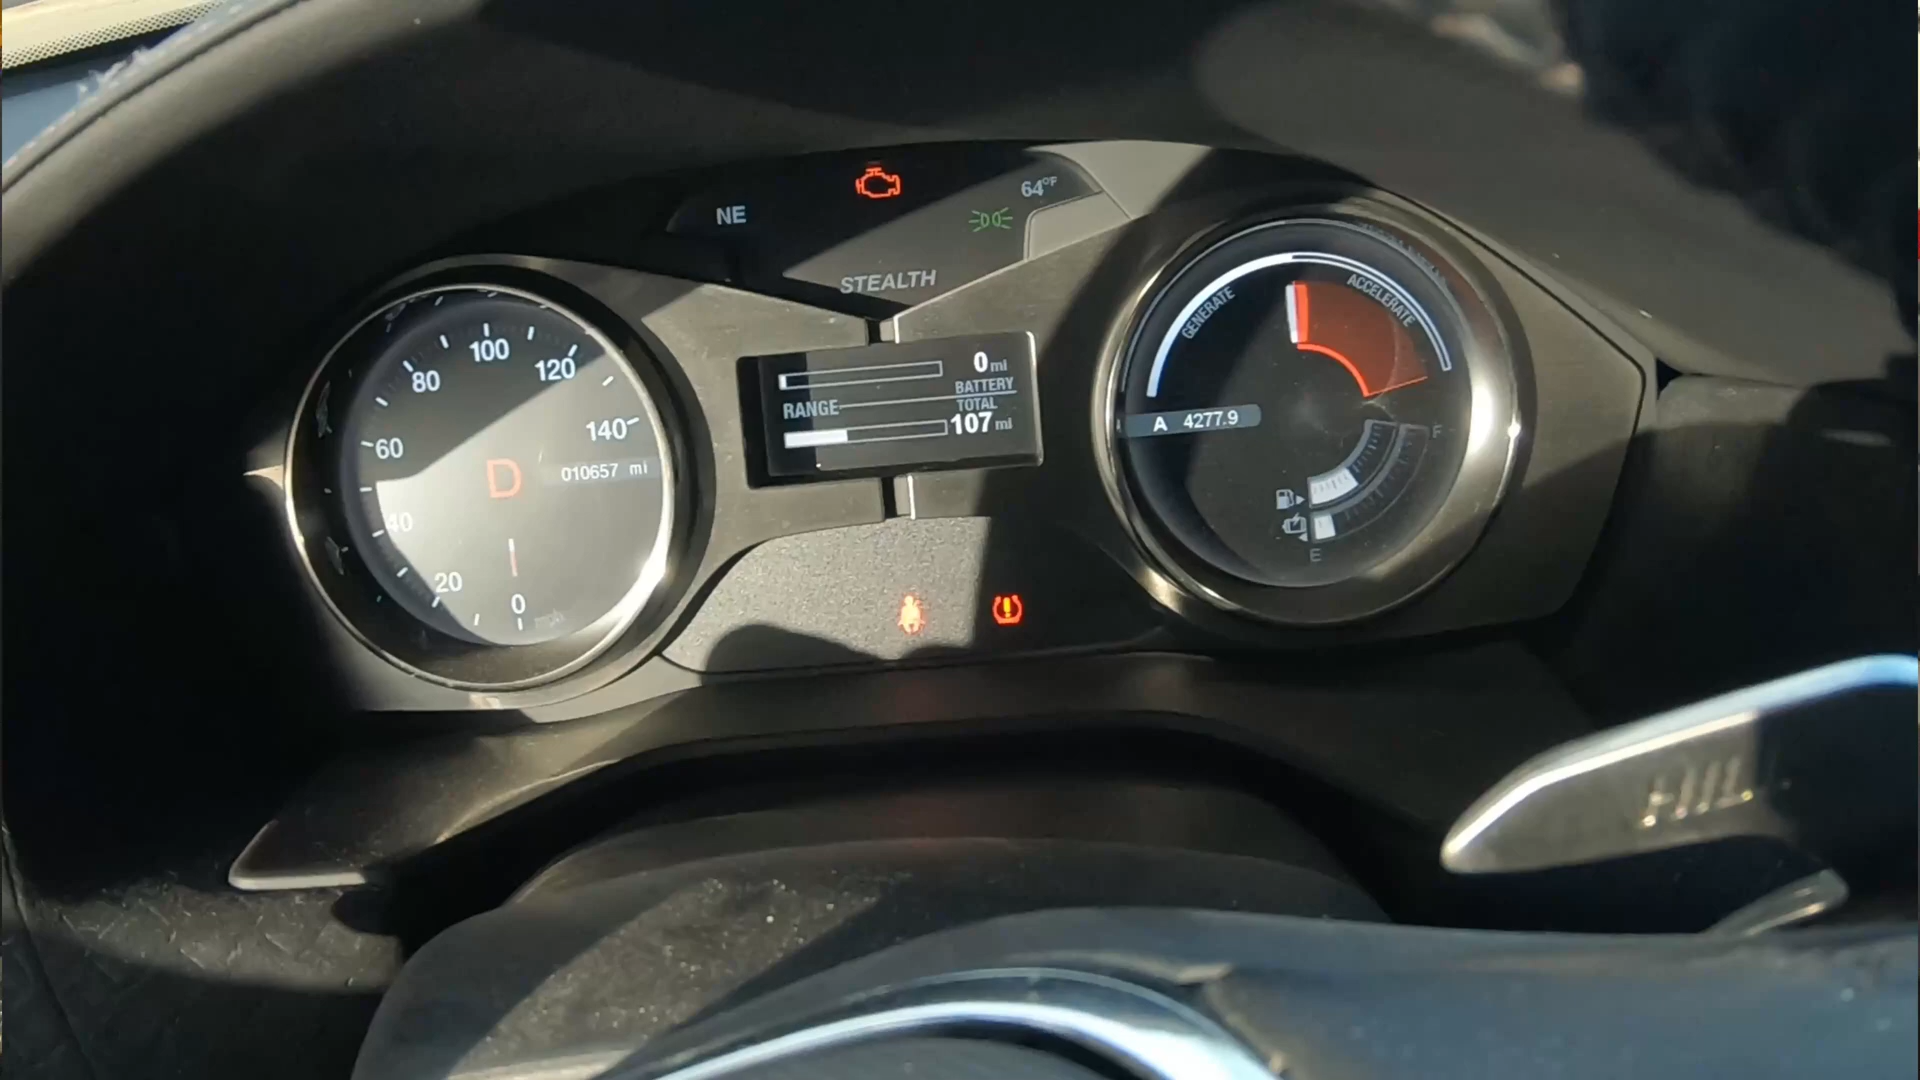 NE
64°F
STEALTH
0 mi
BATTERY
RANGE
TOTAL
107 mi
100
80
120
60
140
D
010657 mi
40
20
0
mph
GENERATE
ACCELERATE
A 4277.9
F
E